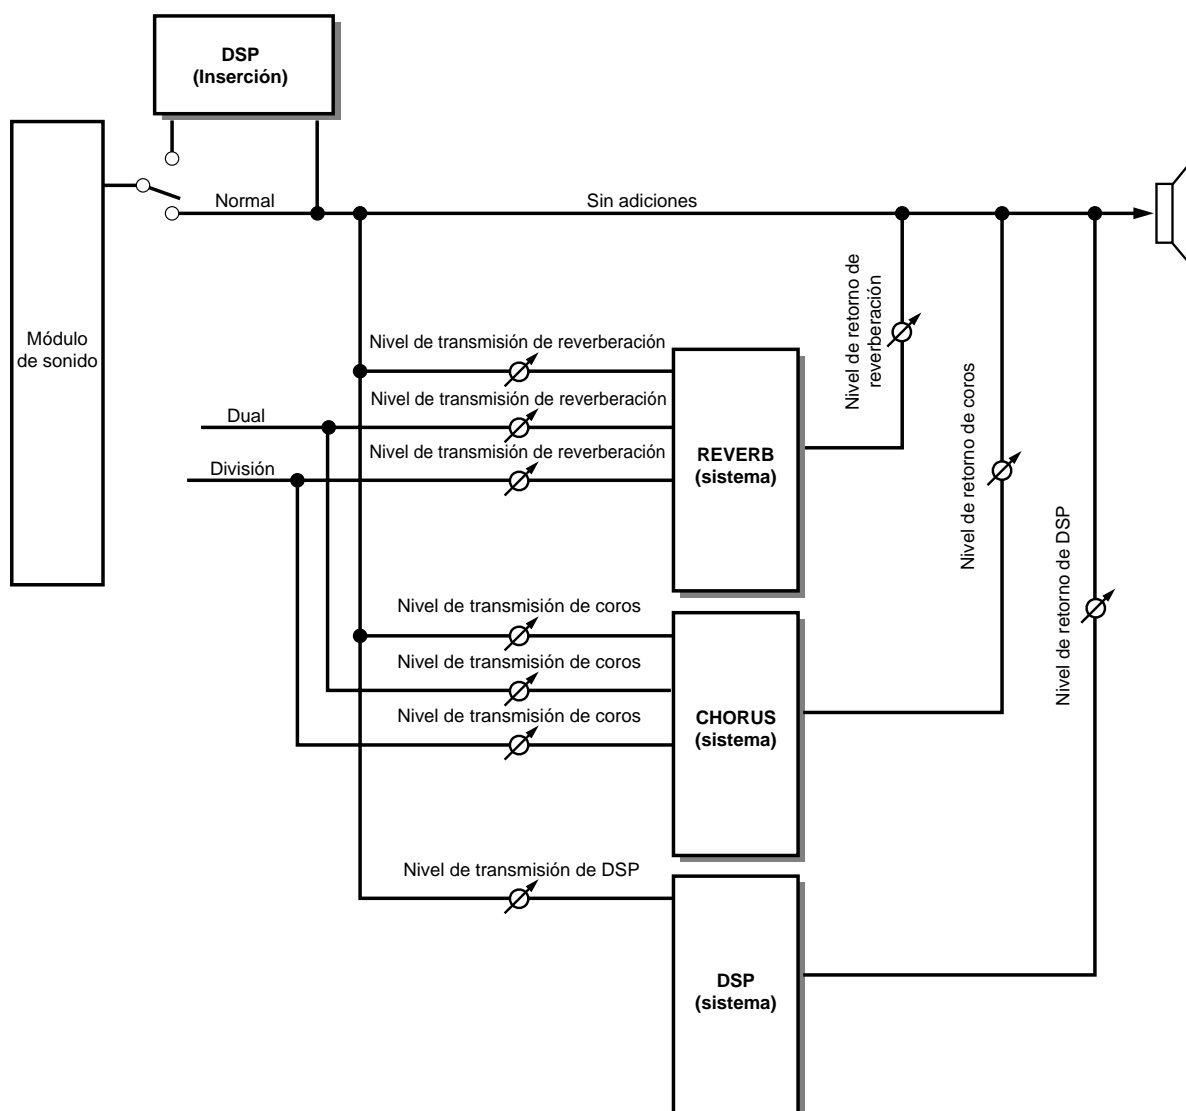 DSP
(Inserción)
Normal
Sin adiciones
Módulo
de sonido
Nivel de retorno de
reverberación
Nivel de transmisión de reverberación
Nivel de transmisión de reverberación
Dual
Nivel de transmisión de reverberación
División
REVERB
(sistema)
Nivel de retorno de coros
Nivel de retorno de DSP
Nivel de transmisión de coros
Nivel de transmisión de coros
Nivel de transmisión de coros
CHORUS
(sistema)
Nivel de transmisión de DSP
DSP
(sistema)